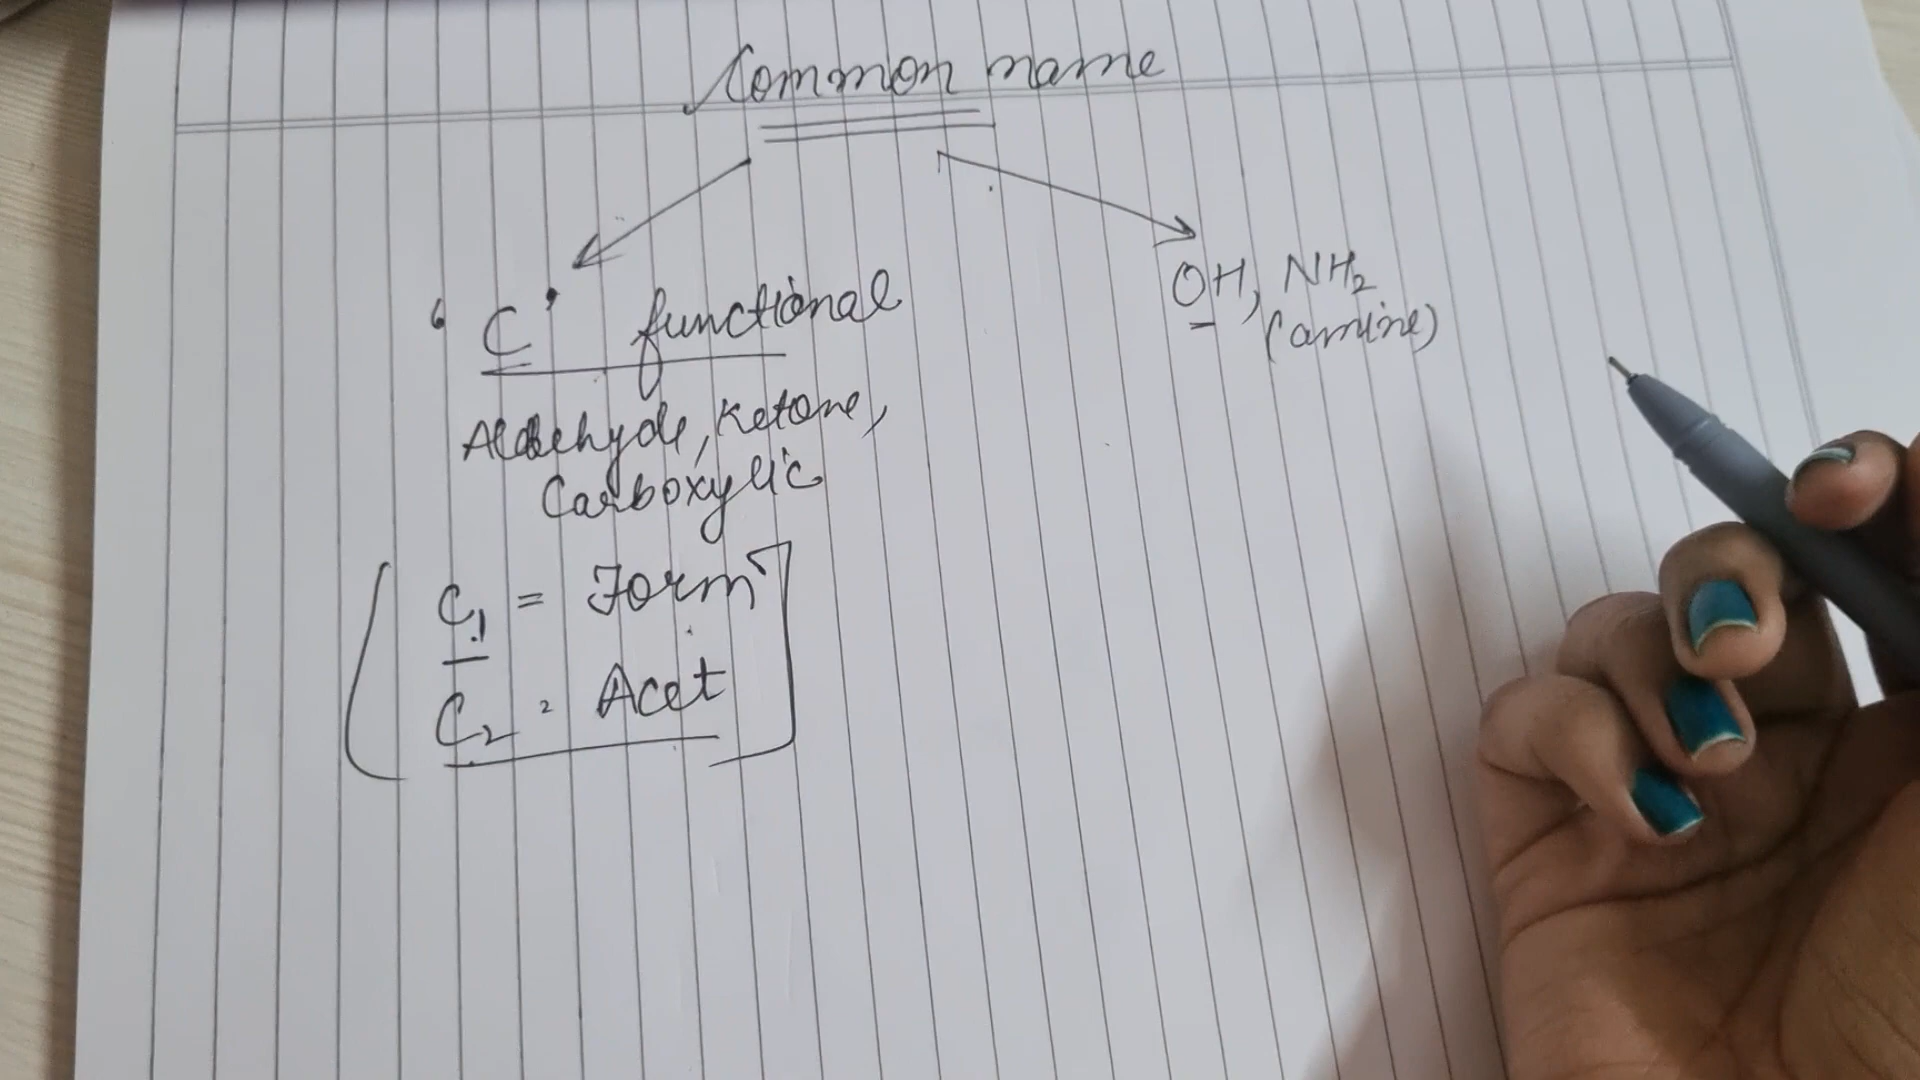 Common name
'C' functional
Aldehyde, Ketone,
Carboxylic
C1 = Form
C2 = Acet
OH, NH2
(amine)